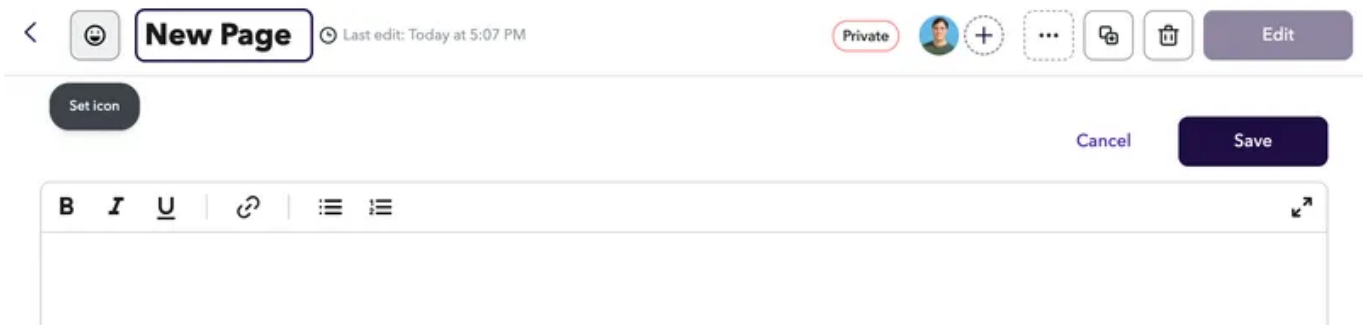 New Page
Last edit: Today at 5:07 PM
Private
Edit
Set icon
Cancel
Save
B I U